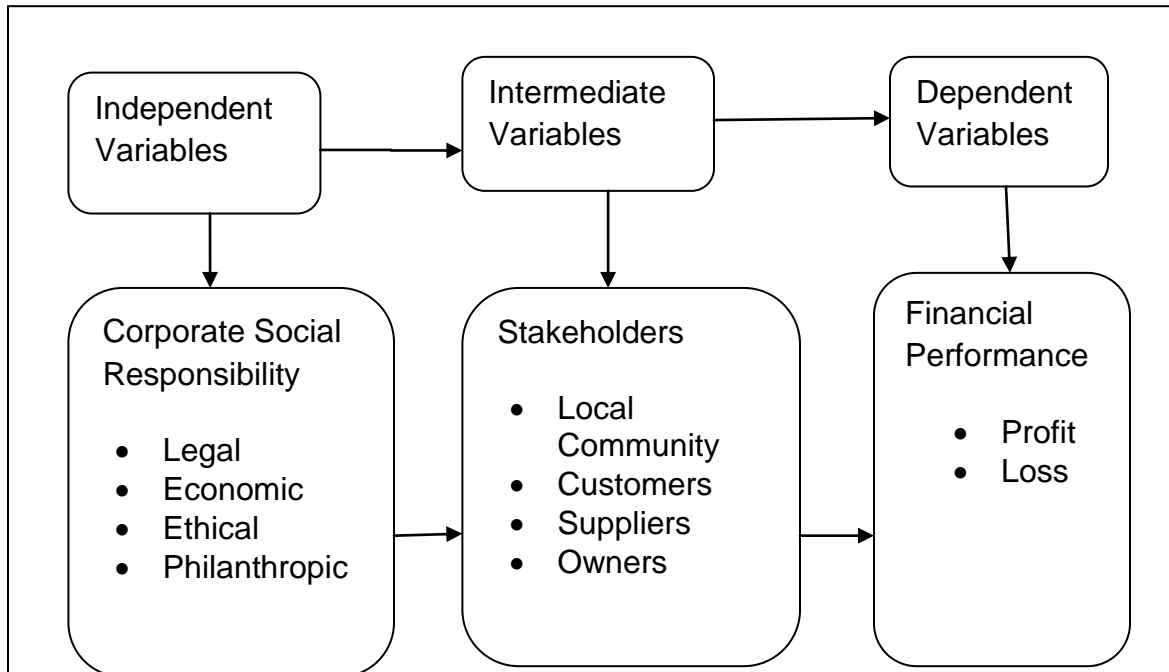 Independent
Variables
Intermediate
Variables
Dependent
Variables
Corporate Social
Responsibility
• Legal
• Economic
• Ethical
• Philanthropic
Stakeholders
• Local
Community
• Customers
• Suppliers
• Owners
Financial
Performance
• Profit
• Loss